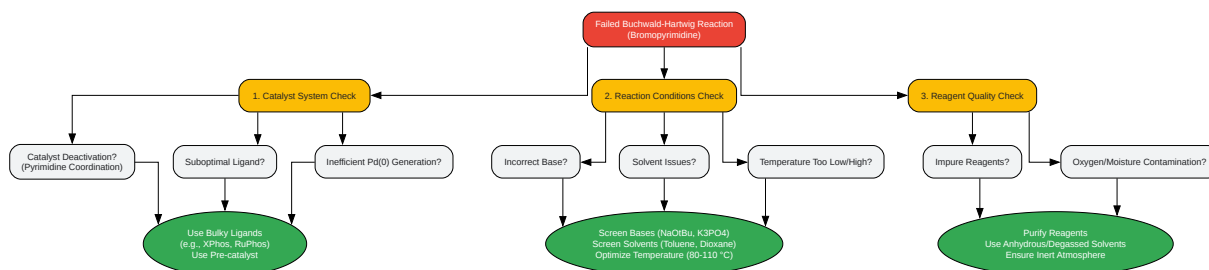 Failed Buchwald-Hartwig Reaction
(Bromopyrimidine)
1. Catalyst System Check
2. Reaction Conditions Check
3. Reagent Quality Check
Catalyst Deactivation?
(Pyrimidine Coordination)
Suboptimal Ligand?
Inefficient Pd(0) Generation?
Incorrect Base?
Solvent Issues?
Temperature Too Low/High?
Impure Reagents?
Oxygen/Moisture Contamination?
Use Bulky Ligands
(e.g., XPhos, RuPhos)
Use Pre-catalyst
Screen Bases (NaOtBu, K3PO4)
Screen Solvents (Toluene, Dioxane)
Optimize Temperature (80-110 °C)
Purify Reagents
Use Anhydrous/Degassed Solvents
Ensure Inert Atmosphere